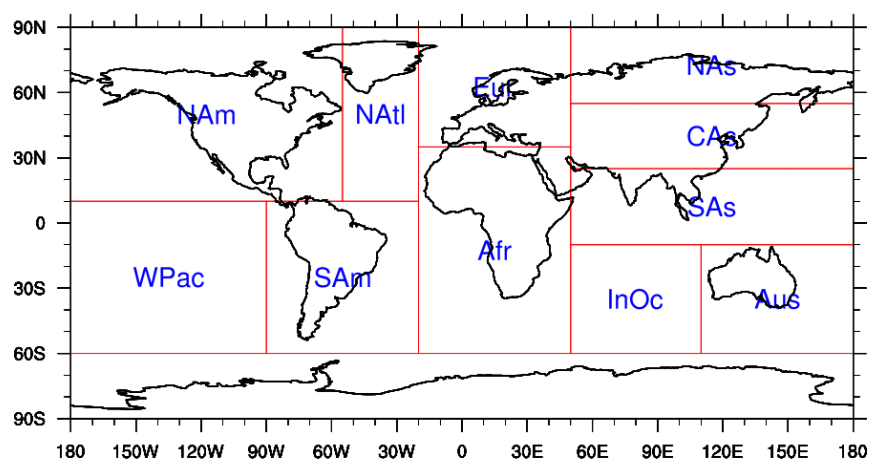 90N
60N
30N
0
30S
60S
90S
NAm
NAtl
Eur
NAs
CAs
SAs
WPac
SAm
Afr
InOc
Aus
180 150W 120W 90W 60W 30W 0 30E 60E 90E 120E 150E 180